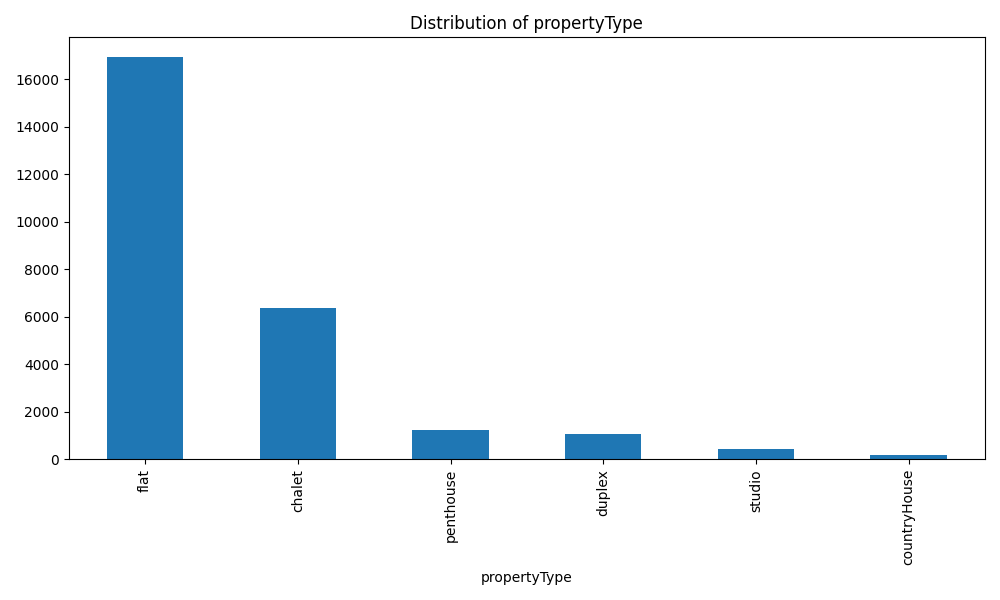 Distribution of propertyType
16000
14000
12000
10000
8000
6000
4000
2000
0
flat
chalet
penthouse
duplex
studio
countryHouse
propertyType